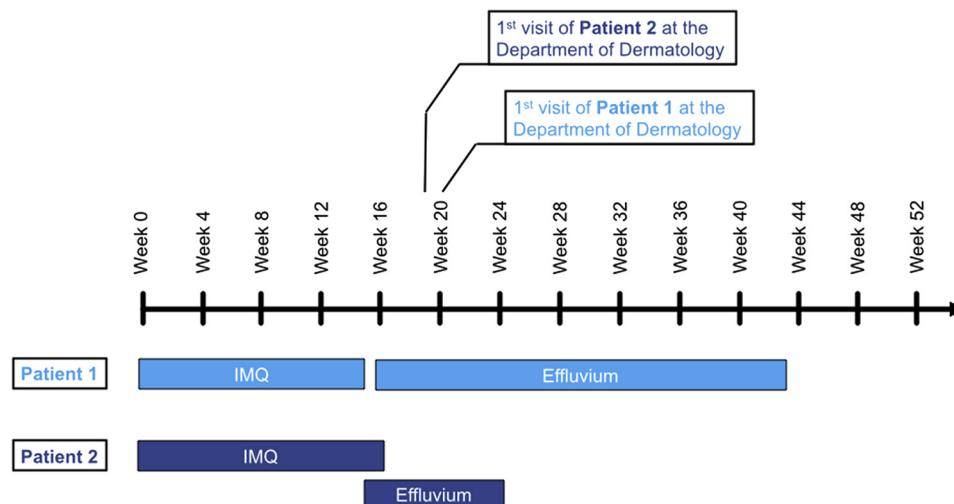 1st visit of Patient 2 at the
Department of Dermatology
1st visit of Patient 1 at the
Department of Dermatology
Week 0
Week 4
Week 8
Week 12
Week 16
Week 20
Week 24
Week 28
Week 32
Week 36
Week 40
Week 44
Week 48
Week 52
Patient 1
IMQ
Effluvium
Patient 2
IMQ
Effluvium